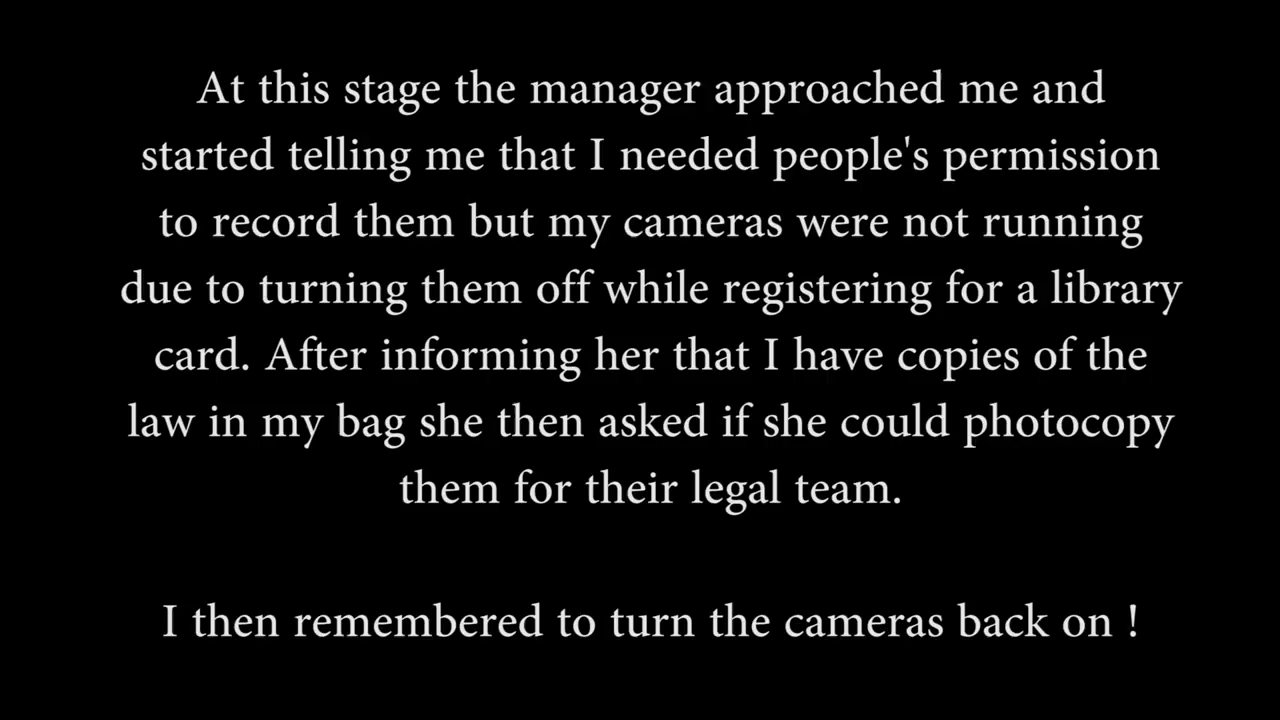 At this stage the manager approached me and
started telling me that I needed people's permission
to record them but my cameras were not running
due to turning them off while registering for a library
card. After informing her that I have copies of the
law in my bag she then asked if she could photocopy
them for their legal team.
I then remembered to turn the cameras back on !